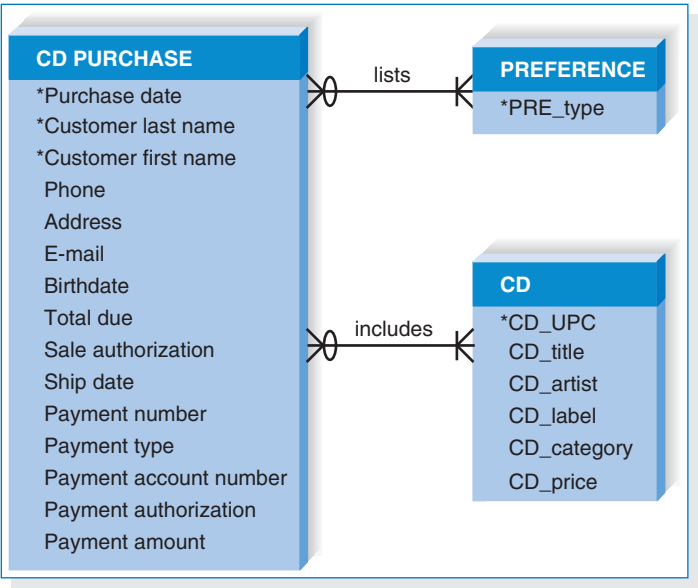 CD PURCHASE
*Purchase date
*Customer last name
*Customer first name
Phone
Address
E-mail
Birthdate
Total due
Sale authorization
Ship date
Payment number
Payment type
Payment account number
Payment authorization
Payment amount
lists
PREFERENCE
*PRE_type
includes
CD
*CD_UPC
CD_title
CD_artist
CD_label
CD_category
CD_price